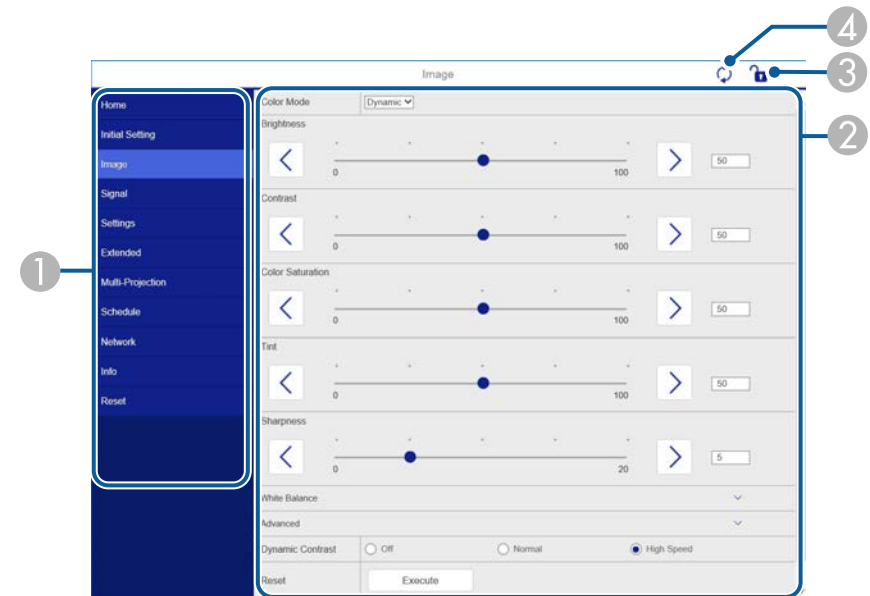 4
Image
3
Home
Color Mode Dynamic
Brightness
Initial Setting
2
Image
0 100 50
Signal
Contrast
Settings
0 100 50
Extended
1
Color Saturation
Multi-Projection
Schedule
0 100 50
Network
Tint
Info
0 100 50
Reset
Sharpness
0 20 5
White Balance
Advanced
Dynamic Contrast Off Normal High Speed
Reset Execute